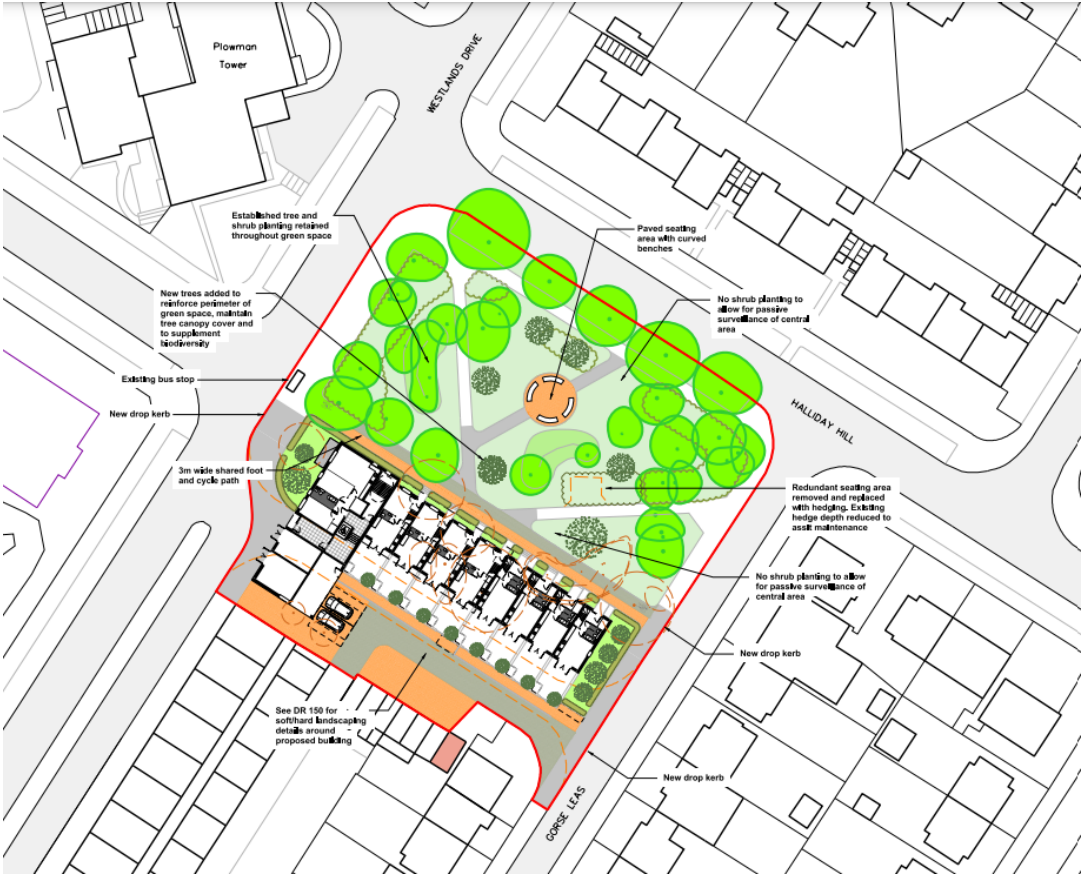 Plowman
Tower
WESTLANDS DRIVE
Established tree and
shrub planting retained
throughout green space
Paved seating
area with curved
benches
New trees added to
reinforce perimeter of
green space, maintain
tree canopy cover and
to supplement
biodiversity
No shrub planting to
allow for passive
surveillance of central
area
Existing bus stop
New drop kerb
HALLIDAY HILL
3m wide shared foot
and cycle path
Redundant seating area
removed and replaced
with hedging. Existing
hedge depth reduced to
assit maintenance
No shrub planting to allow
for passive surveillance of
central area
New drop kerb
See DR 150 for
soft/hard landscaping
details around
proposed building
New drop kerb
GORSE LEAS